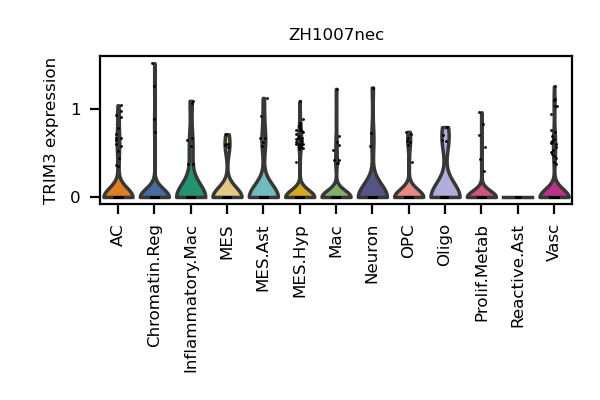 ZH1007nec
TRIM3 expression
1
0
AC
Chromatin.Reg
Inflammatory.Mac
MES
MES.Ast
MES.Hyp
Mac
Neuron
OPC
Oligo
Prolif.Metab
Reactive.Ast
Vasc